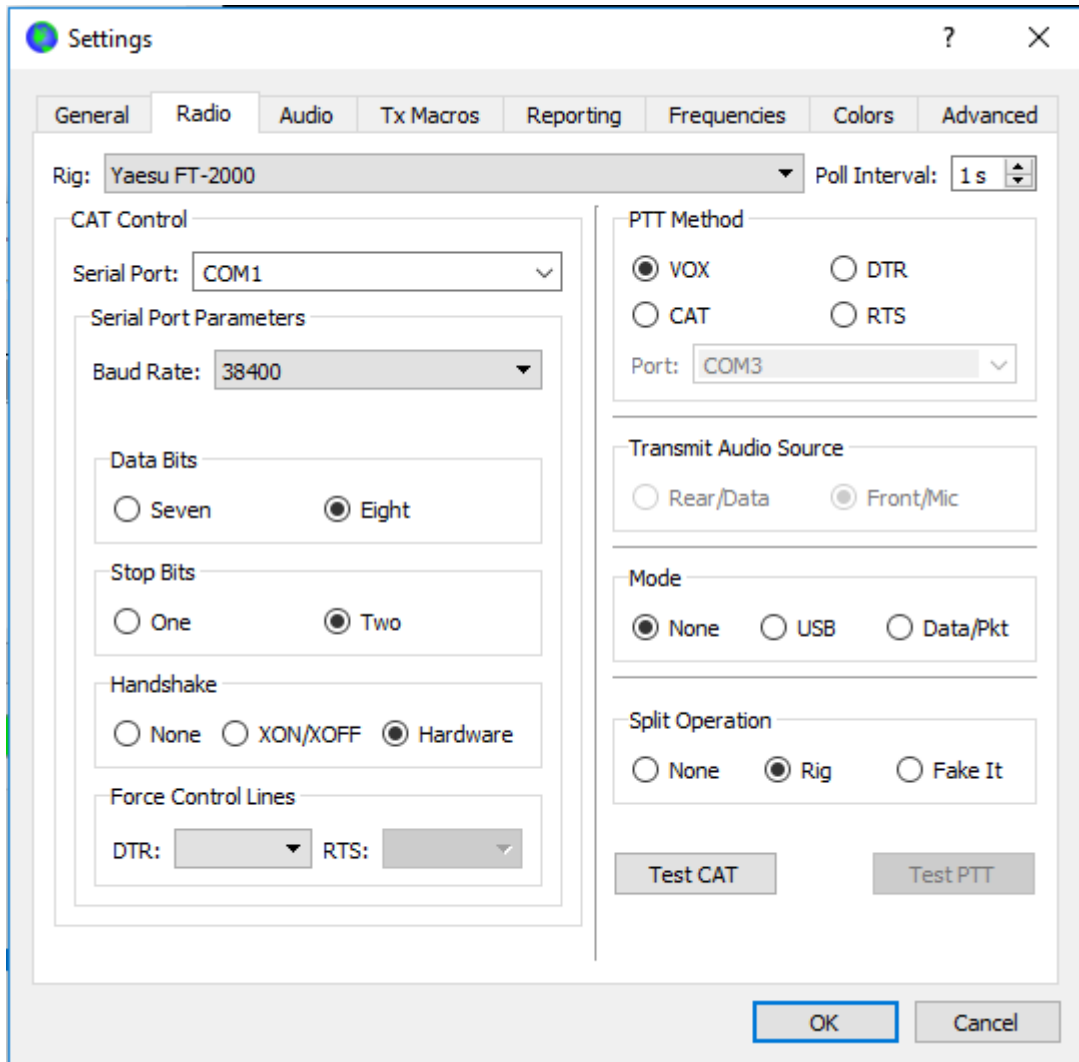 Settings
?
General Radio Audio Tx Macros Reporting Frequencies Colors Advanced
Rig: Yaesu FT-2000 Poll Interval: 1 s
CAT Control
Serial Port: COM1
Serial Port Parameters
Baud Rate: 38400
Data Bits
Seven Eight
Stop Bits
One Two
Handshake
None XON/XOFF Hardware
Force Control Lines
DTR: RTS:
PTT Method
VOX DTR
CAT RTS
Port: COM3
Transmit Audio Source
Rear/Data Front/Mic
Mode
None USB Data/Pkt
Split Operation
None Rig Fake It
Test CAT Test PTT
OK Cancel